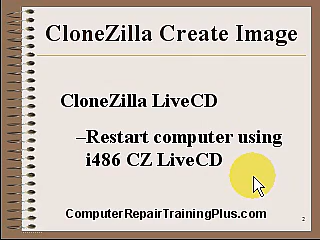 CloneZilla Create Image
CloneZilla LiveCD
–Restart computer using
i486 CZ LiveCD
ComputerRepairTrainingPlus.com
2